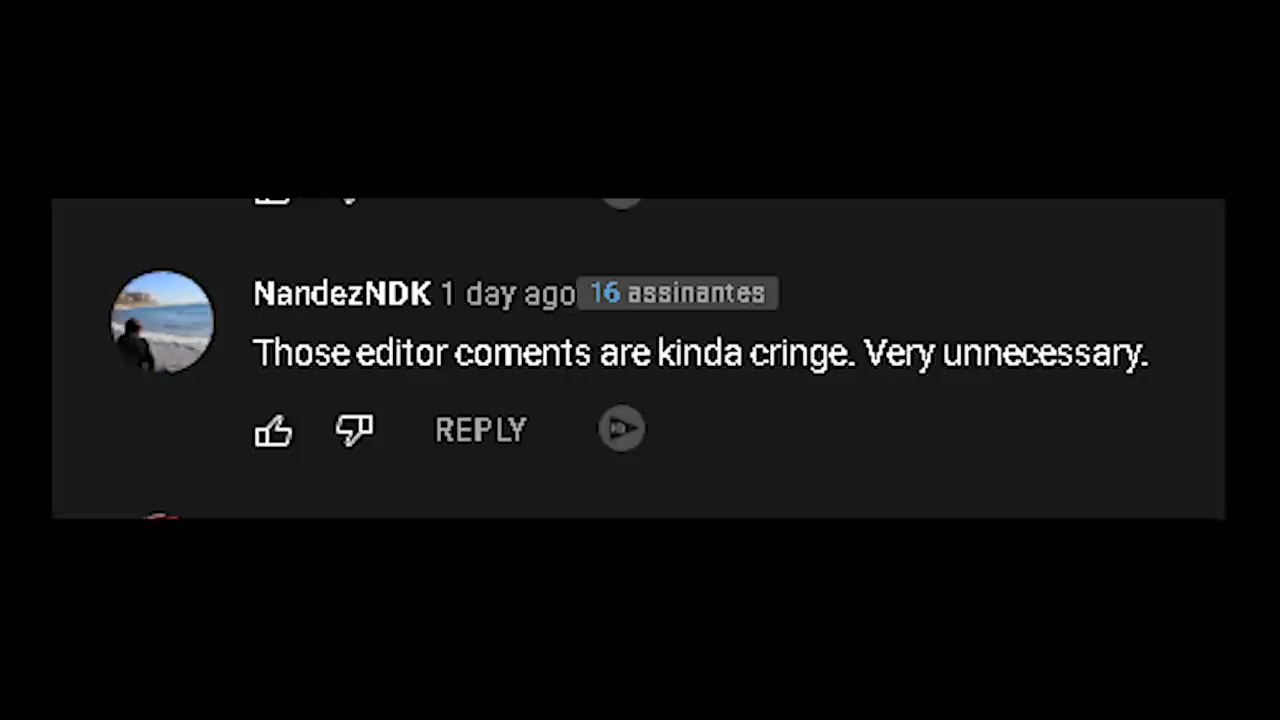 NandezNDK 1 day ago 16 assinantes
Those editor coments are kinda cringe. Very unnecessary.
REPLY